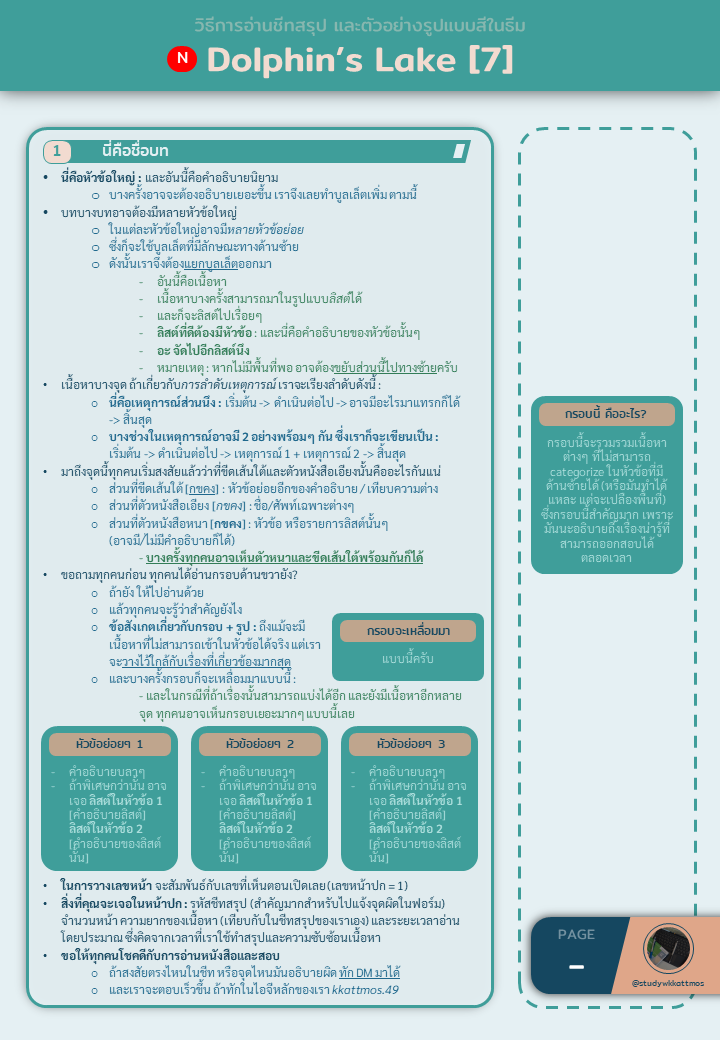 วิธีการอ่านชีทสรุป และตัวอย่างรูปแบบสีในธีม
N Dolphin's Lake [7]
1 นี่คือชื่อบท
• นี่คือหัวข้อใหญ่ : และอันนี้คือคำอธิบายนิยาม
o บางครั้งอาจจะต้องอธิบายเยอะขึ้น เราจึงเลยทำบูลเล็ตเพิ่ม ตามนี้
• บทบางบทอาจต้องมีหลายหัวข้อใหญ่
o ในแต่ละหัวข้อใหญ่อาจมีหลายหัวข้อย่อย
o ซึ่งก็จะใช้บูลเล็ตที่มีลักษณะทางด้านซ้าย
o ดังนั้นเราจึงต้องแยกบูลเล็ตออกมา
- อันนี้คือเนื้อหา
- เนื้อหาบางครั้งสามารถมาในรูปแบบลิสต์ได้
- และก็จะลิสต์ไปเรื่อยๆ
- ลิสต์ที่ดีต้องมีหัวข้อ : และนี่คือคำอธิบายของหัวข้อนั้นๆ
- อะ จัดไปอีกลิสต์นึง
- หมายเหตุ : หากไม่มีพื้นที่พอ อาจต้องขยับส่วนนี้ไปทางซ้ายครับ
• เนื้อหาบางจุด ถ้าเกี่ยวกับการลำดับเหตุการณ์ เราจะเรียงลำดับดังนี้ :
o นี่คือเหตุการณ์ส่วนนึง : เริ่มต้น -> ดำเนินต่อไป -> อาจมีอะไรมาแทรกก็ได้
-> สิ้นสุด
o บางช่วงในเหตุการณ์อาจมี 2 อย่างพร้อมๆ กัน ซึ่งเราก็จะเขียนเป็น :
เริ่มต้น -> ดำเนินต่อไป -> เหตุการณ์ 1 + เหตุการณ์ 2 -> สิ้นสุด
• มาถึงจุดนี้ทุกคนเริ่มสงสัยแล้วว่าที่ขีดเส้นใต้และตัวหนังสือเอียงนั้นคืออะไรกันแน่
o ส่วนที่ขีดเส้นใต้ [กขคง] : หัวข้อย่อยอีกของคำอธิบาย / เทียบความต่าง
o ส่วนที่ตัวหนังสือเอียง [กขคง] : ชื่อ/ศัพท์เฉพาะต่างๆ
o ส่วนที่ตัวหนังสือหนา [กขคง] : หัวข้อ หรือรายการลิสต์นั้นๆ
(อาจมี/ไม่มีคำอธิบายก็ได้)
- บางครั้งทุกคนอาจเห็นตัวหนาและขีดเส้นใต้พร้อมกันก็ได้
• ขอถามทุกคนก่อน ทุกคนได้อ่านกรอบด้านขวายัง?
o ถ้ายัง ให้ไปอ่านด้วย
o แล้วทุกคนจะรู้ว่าสำคัญยังไง
o ข้อสังเกตเกี่ยวกับกรอบ + รูป : ถึงแม้จะมี
เนื้อหาที่ไม่สามารถเข้าในหัวข้อได้จริง แต่เรา
จะวางไว้ใกล้กับเรื่องที่เกี่ยวข้องมากสุด
o และบางครั้งกรอบก็จะเหลื่อมมาแบบนี้ :
- และในกรณีที่ถ้าเรื่องนั้นสามารถแบ่งได้อีก และยังมีเนื้อหาอีกหลาย
จุด ทุกคนอาจเห็นกรอบเยอะมากๆ แบบนี้เลย
กรอบจะเหลื่อมมา
แบบนี้ครับ
หัวข้อย่อยๆ 1
- คำอธิบายบลาๆ
- ถ้าพิเศษกว่านั้น อาจ
เจอ ลิสต์ในหัวข้อ 1
[คำอธิบายลิสต์]
ลิสต์ในหัวข้อ 2
[คำอธิบายของลิสต์
นั้น]
หัวข้อย่อยๆ 2
- คำอธิบายบลาๆ
- ถ้าพิเศษกว่านั้น อาจ
เจอ ลิสต์ในหัวข้อ 1
[คำอธิบายลิสต์]
ลิสต์ในหัวข้อ 2
[คำอธิบายของลิสต์
นั้น]
หัวข้อย่อยๆ 3
- คำอธิบายบลาๆ
- ถ้าพิเศษกว่านั้น อาจ
เจอ ลิสต์ในหัวข้อ 1
[คำอธิบายลิสต์]
ลิสต์ในหัวข้อ 2
[คำอธิบายของลิสต์
นั้น]
• ในการวางเลขหน้า จะสัมพันธ์กับเลขที่เห็นตอนเปิดเลย (เลขหน้าปก = 1)
• สิ่งที่คุณจะเจอในหน้าปก : รหัสชีทสรุป (สำคัญมากสำหรับไปแจ้งจุดผิดในฟอร์ม)
จำนวนหน้า ความยากของเนื้อหา (เทียบกับในชีทสรุปของเราเอง) และระยะเวลาอ่าน
โดยประมาณ ซึ่งคิดจากเวลาที่เราใช้ทำสรุปและความซับซ้อนเนื้อหา
• ขอให้ทุกคนโชคดีกับการอ่านหนังสือและสอบ
o ถ้าสงสัยตรงไหนในชีท หรือจุดไหนมันอธิบายผิด ทัก DM มาได้
o และเราจะตอบเร็วขึ้น ถ้าทักในไอจีหลักของเรา kkattmos.49
กรอบนี้ คืออะไร?
กรอบนี้จะรวมรวมเนื้อหา
ต่างๆ ที่ไม่สามารถ
categorize ในหัวข้อที่มี
ด้านซ้ายได้ (หรือมันทำได้
แหละ แต่จะเปลืองพื้นที่)
ซึ่งกรอบนี้สำคัญมาก เพราะ
มันนะอธิบายถึงเรื่องน่ารู้ที่
สามารถออกสอบได้
ตลอดเวลา
PAGE
–
@studywkkattmos